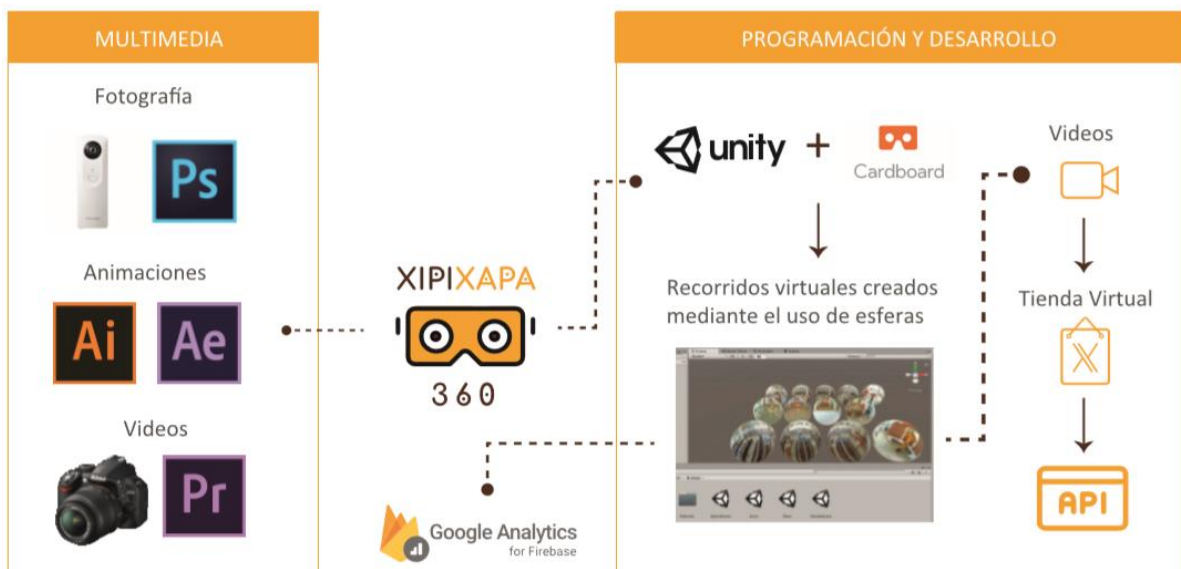 MULTIMEDIA
Fotografía
Ps
Animaciones
Ai
Ae
Videos
Pr
XIPIXAPA
360
Google Analytics
for Firebase
PROGRAMACIÓN Y DESARROLLO
unity
+
Cardboard
Recorridos virtuales creados
mediante el uso de esferas
Videos
Tienda Virtual
X
API